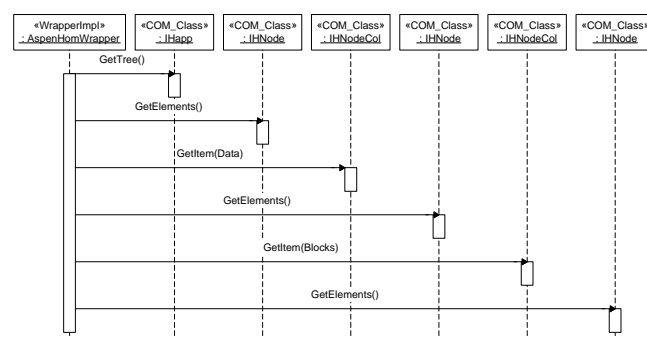 «WrapperImpl»
: AspenHomWrapper
«COM_Class»
: IHapp
«COM_Class»
: IHNode
«COM_Class»
: IHNodeCol
«COM_Class»
: IHNode
«COM_Class»
: IHNodeCol
«COM_Class»
: IHNode
GetTree()
GetElements()
GetItem(Data)
GetElements()
GetItem(Blocks)
GetElements()